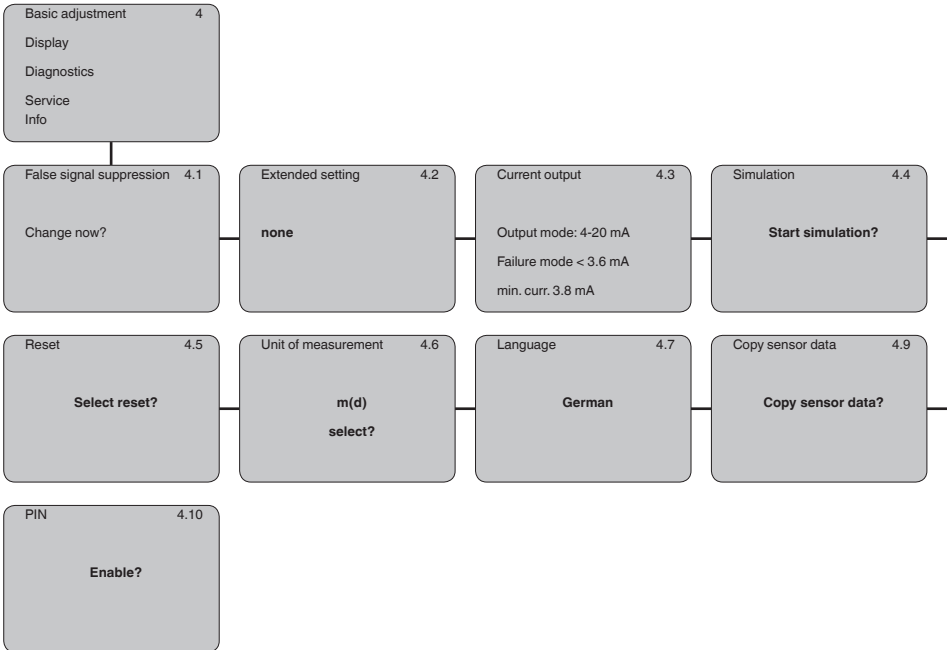 Basic adjustment 4
Display
Diagnostics
Service
Info
False signal suppression 4.1
Change now?
Extended setting 4.2
none
Current output 4.3
Output mode: 4-20 mA
Failure mode < 3.6 mA
min. curr. 3.8 mA
Simulation 4.4
Start simulation?
Reset 4.5
Select reset?
Unit of measurement 4.6
m(d)
select?
Language 4.7
German
Copy sensor data 4.9
Copy sensor data?
PIN 4.10
Enable?